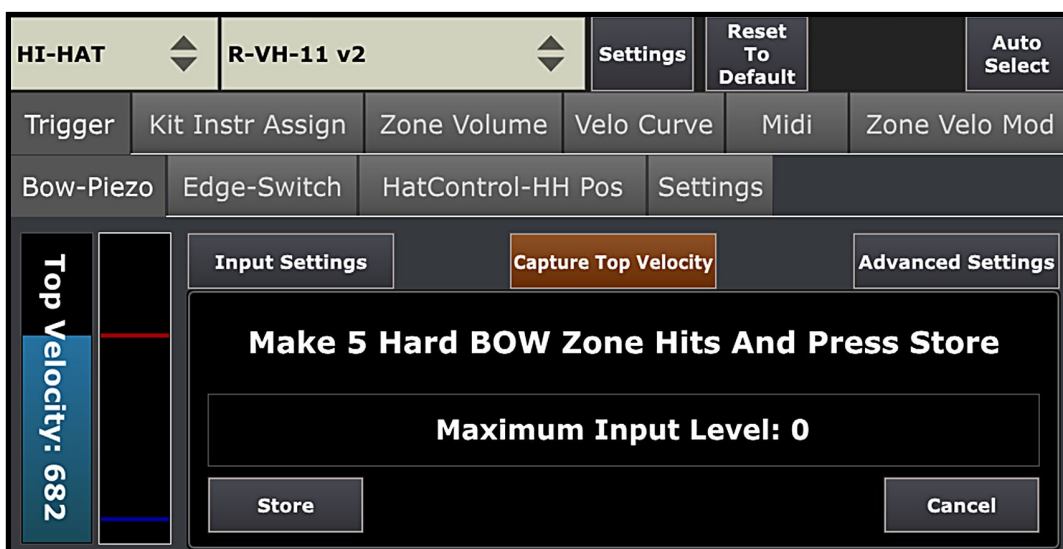 HI-HAT
R-VH-11 v2
Settings
Reset
To
Default
Auto
Select
Trigger
Kit Instr Assign
Zone Volume
Velo Curve
Midi
Zone Velo Mod
Bow-Piezo
Edge-Switch
HatControl-HH Pos
Settings
Top Velocity: 682
Input Settings
Capture Top Velocity
Advanced Settings
Make 5 Hard BOW Zone Hits And Press Store
Maximum Input Level: 0
Store
Cancel